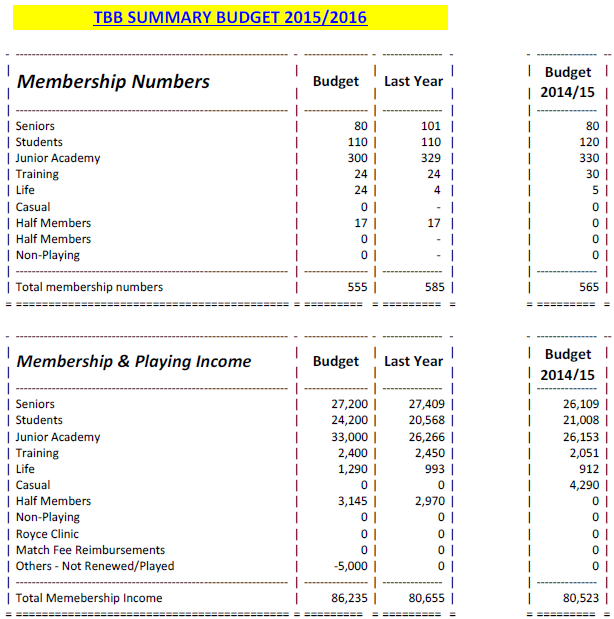 TBB SUMMARY BUDGET 2015/2016
Membership Numbers Budget Last Year Budget 2014/15
Seniors 80 101 80
Students 110 110 120
Junior Academy 300 329 330
Training 24 24 30
Life 24 4 5
Casual 0 - 0
Half Members 17 17 0
Half Members 0 - 0
Non-Playing 0 - 0
Total membership numbers 555 585 565
Membership & Playing Income Budget Last Year Budget 2014/15
Seniors 27,200 27,409 26,109
Students 24,200 20,568 21,008
Junior Academy 33,000 26,266 26,153
Training 2,400 2,450 2,051
Life 1,290 993 912
Casual 0 0 4,290
Half Members 3,145 2,970 0
Non-Playing 0 0 0
Royce Clinic 0 0 0
Match Fee Reimbursements 0 0 0
Others - Not Renewed/Played -5,000 0 0
Total Memebership Income 86,235 80,655 80,523